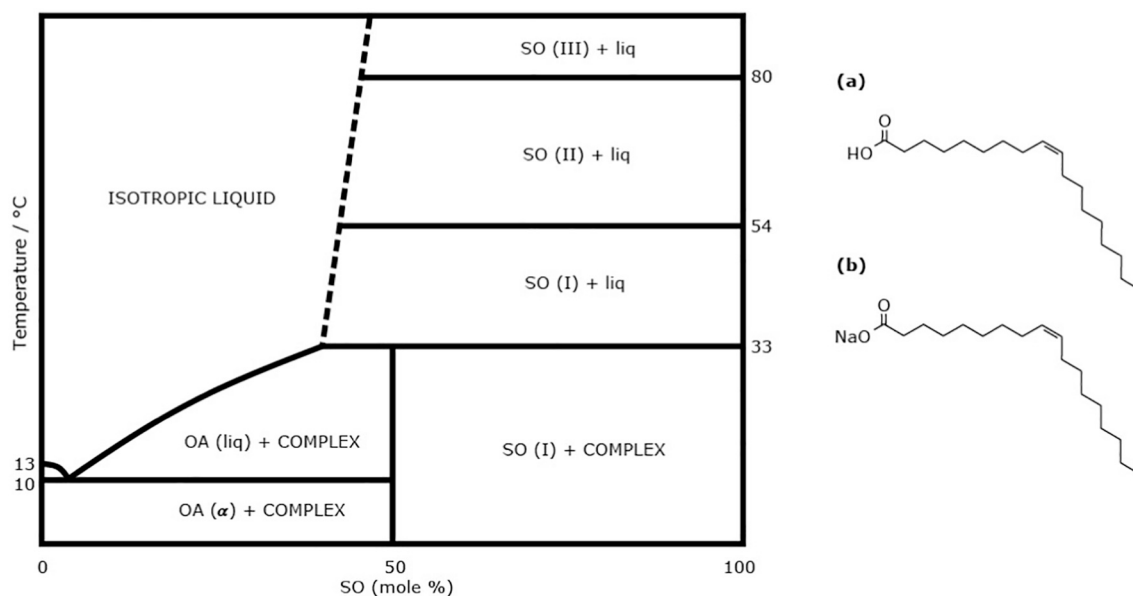 SO (III) + liq
80
(a)
O
HO
SO (II) + liq
ISOTROPIC LIQUID
54
(b)
Temperature / °C
SO (I) + liq
O
NaO
33
OA (liq) + COMPLEX
SO (I) + COMPLEX
13
10
OA (α) + COMPLEX
0
50
100
SO (mole %)